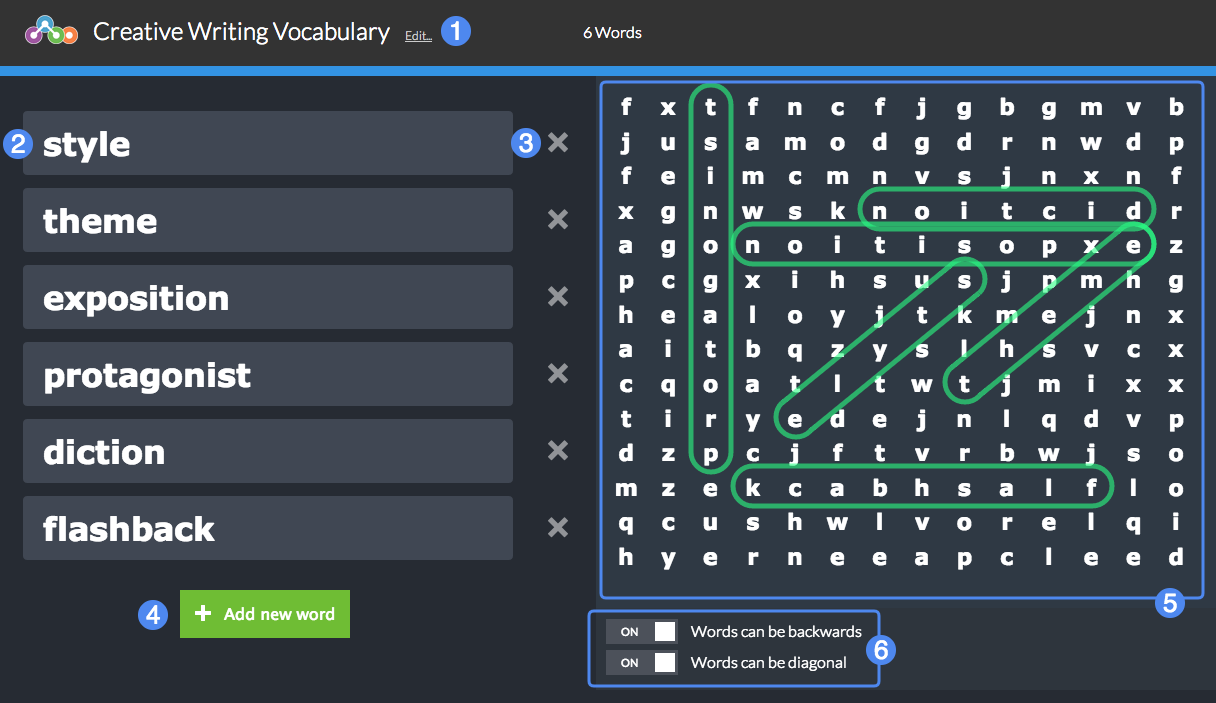 Creative Writing Vocabulary Edit... 1 6 Words
2 style 3
theme
exposition
protagonist
diction
flashback
4 + Add new word
f x t f n c f j g b g m v b
j u s a m o d g d r n w d p
f e i m c m n v s j n x n f
x g n w s k n o i t c i d r
a g o n o i t i s o p x e z
p c g x i h s u s j p m h g
h e a l o y j t k m e j n x
a i t b q z y s l h s v c x
c q o a t l t w t j m i x x
t i r y e d e j n l q d v p
d z p c j f t v r b w j s o
m z e k c a b h s a l f l o
q c u s h w l v o r e l q i
h y e r n e e a p c l e e d
5
ON Words can be backwards
ON Words can be diagonal
6